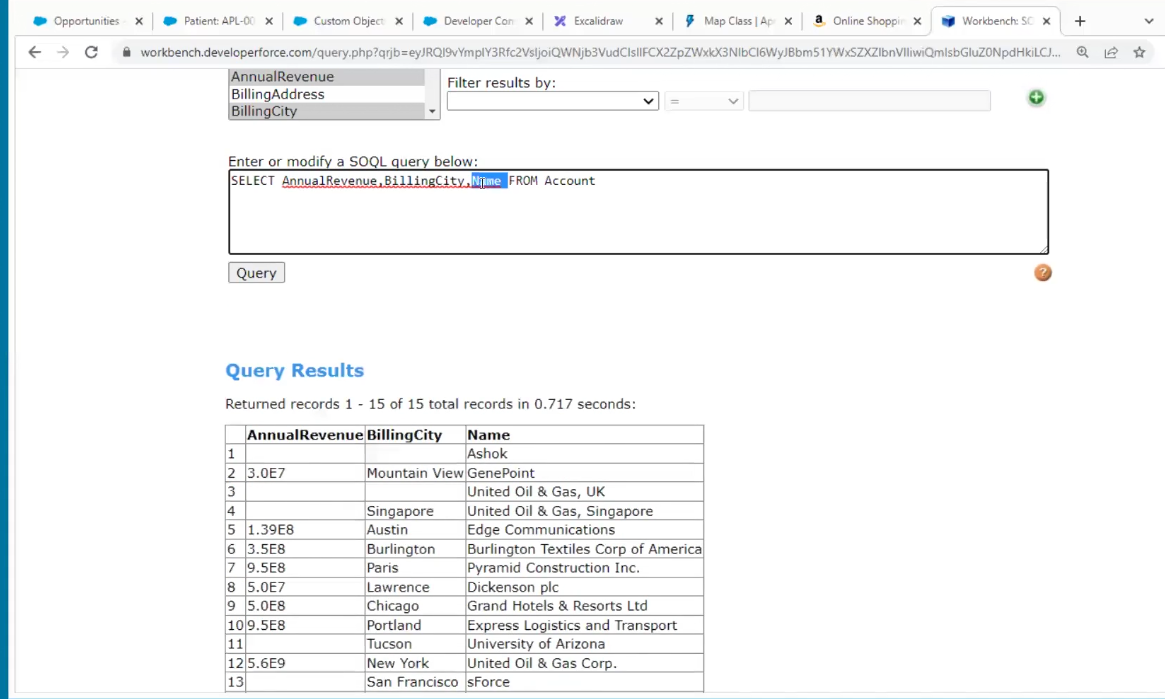 Opportunities
Patient: APL-00
Custom Object:
Developer Con
Excalidraw
Map Class | Ap
Online Shoppin
Workbench: SO
workbench.developerforce.com/query.php?
AnnualRevenue
BillingAddress
BillingCity
Filter results by:
=
Enter or modify a SOQL query below:
SELECT AnnualRevenue,BillingCity,Name FROM Account
Query
?
Query Results
Returned records 1 - 15 of 15 total records in 0.717 seconds:
AnnualRevenue BillingCity Name
1 Ashok
2 3.0E7 Mountain View GenePoint
3 United Oil & Gas, UK
4 Singapore United Oil & Gas, Singapore
5 1.39E8 Austin Edge Communications
6 3.5E8 Burlington Burlington Textiles Corp of America
7 9.5E8 Paris Pyramid Construction Inc.
8 5.0E7 Lawrence Dickenson plc
9 5.0E8 Chicago Grand Hotels & Resorts Ltd
10 9.5E8 Portland Express Logistics and Transport
11 Tucson University of Arizona
12 5.6E9 New York United Oil & Gas Corp.
13 San Francisco sForce